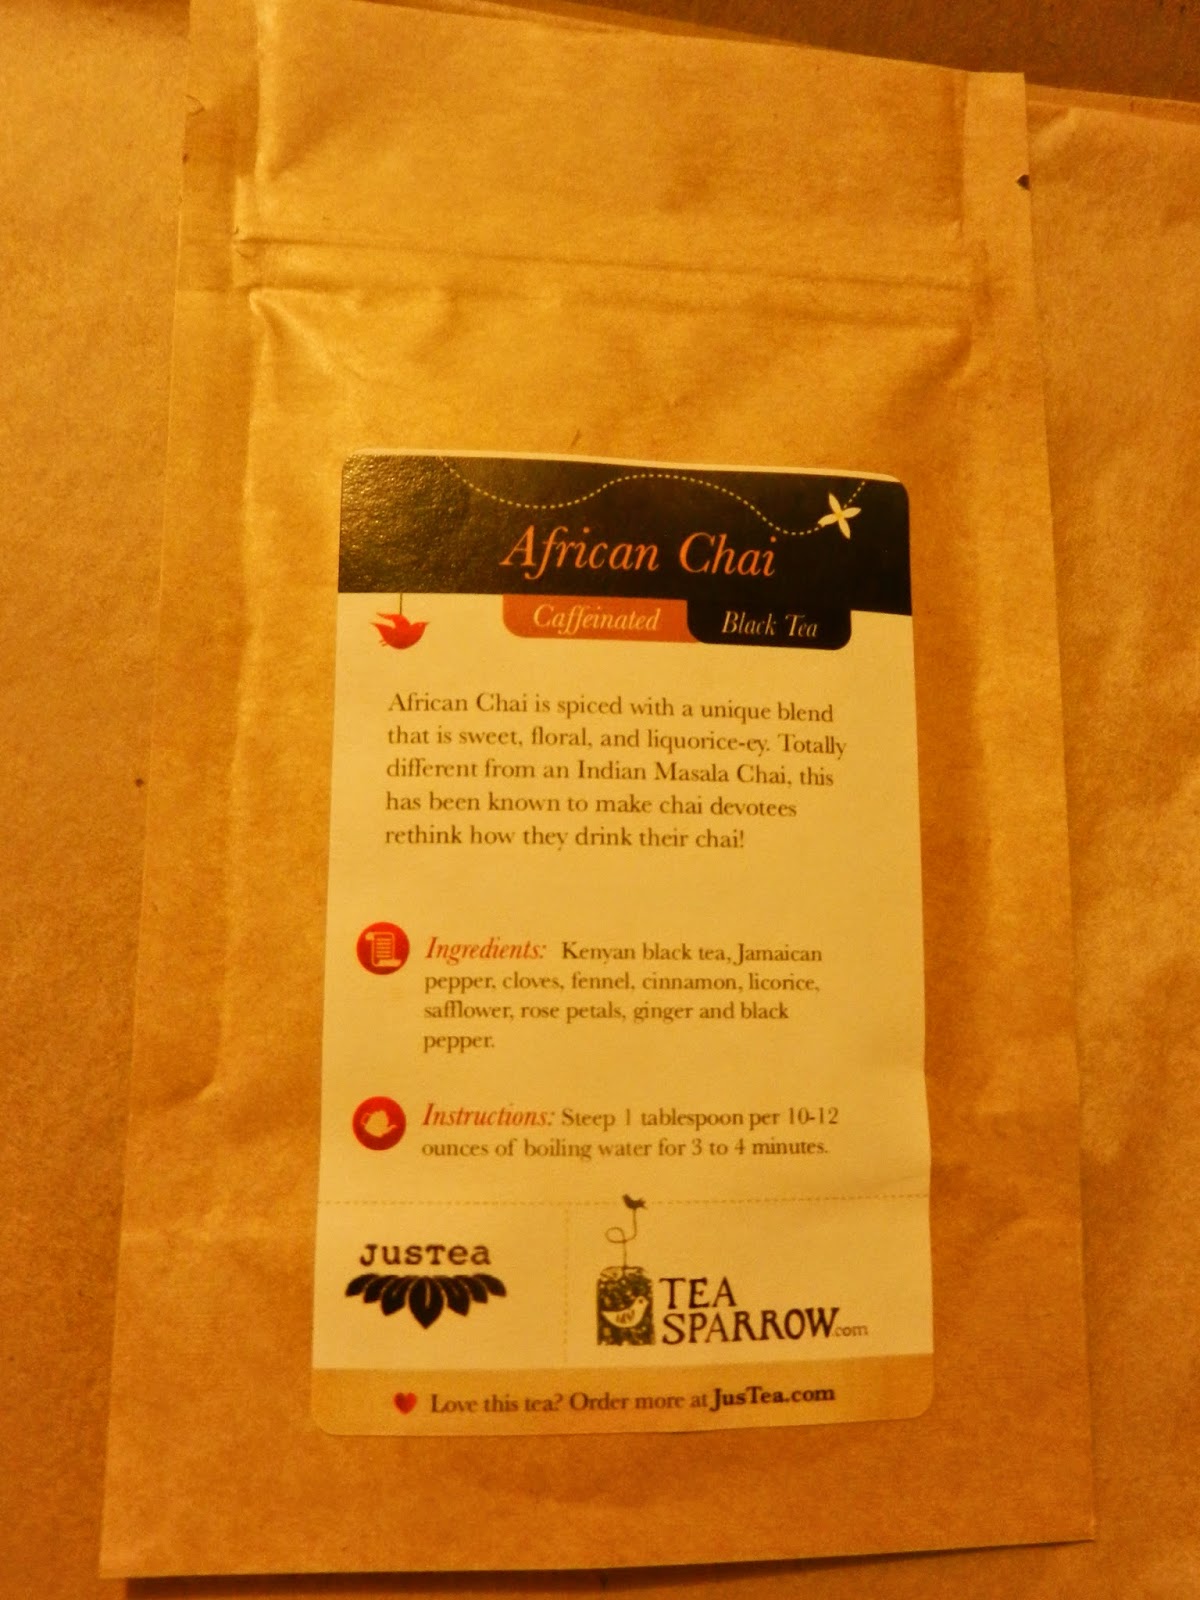 African Chai
Caffeinated
Black Tea
African Chai is spiced with a unique blend
that is sweet, floral, and liquorice-ey. Totally
different from an Indian Masala Chai, this
has been known to make chai devotees
rethink how they drink their chai!
Ingredients: Kenyan black tea, Jamaican
pepper, cloves, fennel, cinnamon, licorice,
safflower, rose petals, ginger and black
pepper.
Instructions: Steep 1 tablespoon per 10-12
ounces of boiling water for 3 to 4 minutes.
JusTea
TEA
SPARROW.com
Love this tea? Order more at JusTea.com